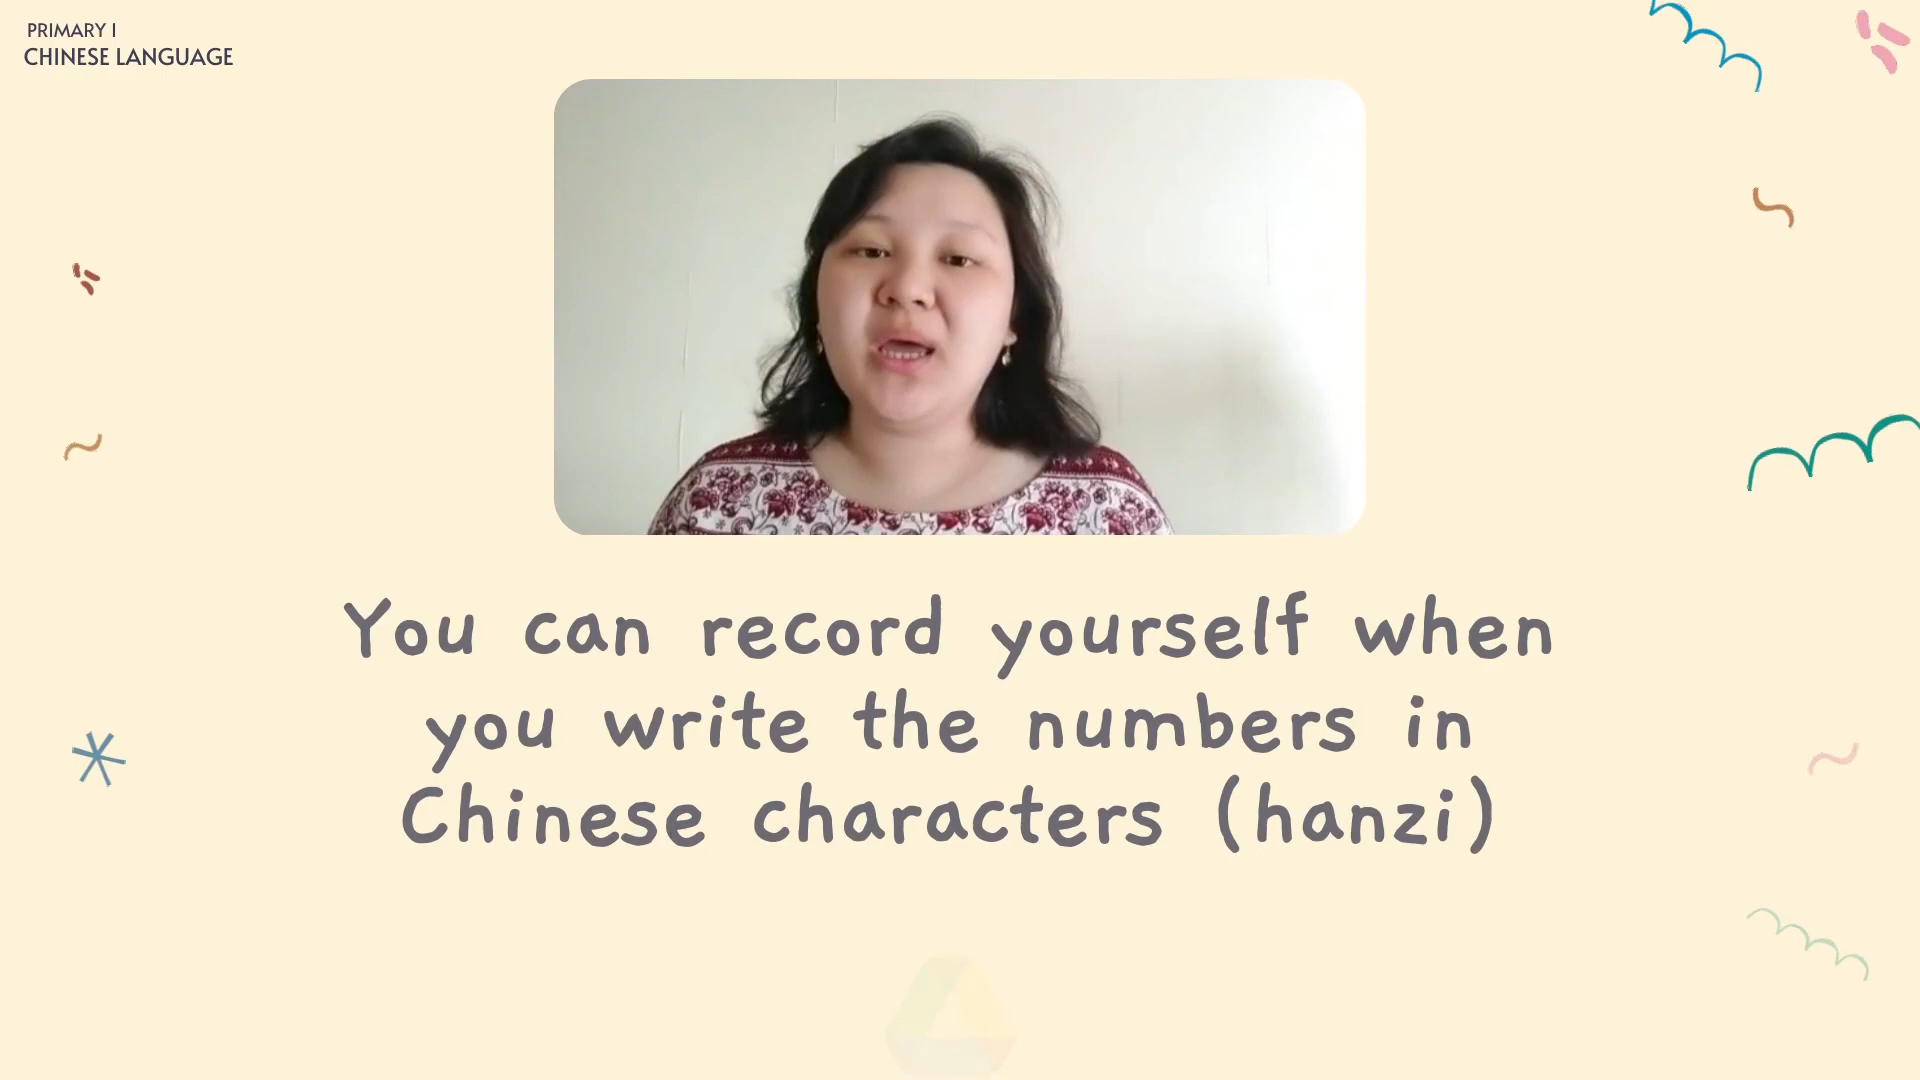 PRIMARY I
CHINESE LANGUAGE
You can record yourself when
you write the numbers in
Chinese characters (hanzi)